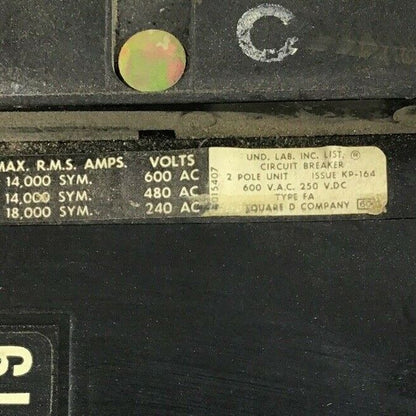 C
MAX. R.M.S. AMPS. VOLTS
14,000 SYM. 600 AC
14,000 SYM. 480 AC
18,000 SYM. 240 AC
UND. LAB. INC. LIST. ®
CIRCUIT BREAKER
2 POLE UNIT ISSUE KP-164
600 V.A.C. 250 V.DC
TYPE FA
SQUARE D COMPANY